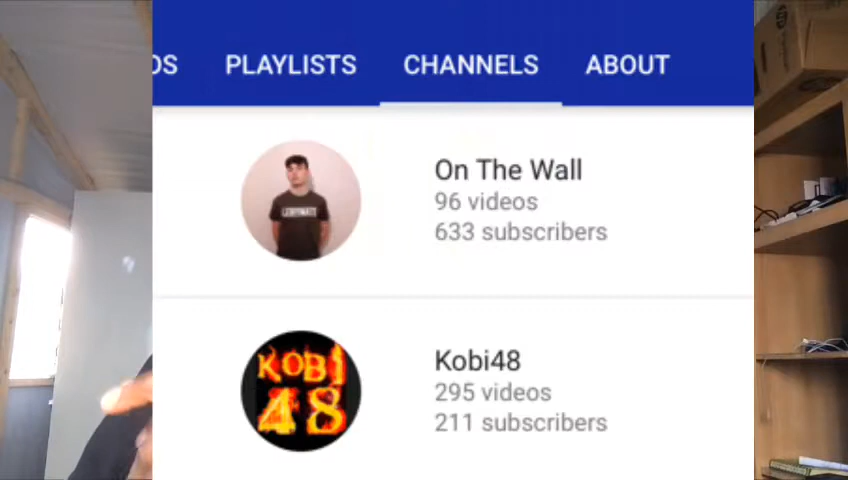 OS PLAYLISTS CHANNELS ABOUT
On The Wall
96 videos
633 subscribers
KOBI
48
Kobi48
295 videos
211 subscribers